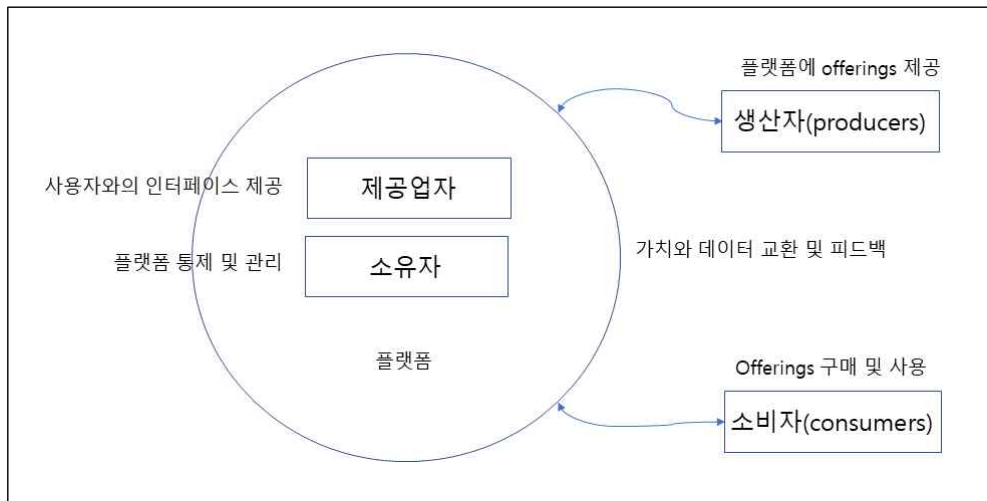 플랫폼에 offerings 제공
생산자(producers)
사용자와의 인터페이스 제공
제공업자
플랫폼 통제 및 관리
소유자
가치와 데이터 교환 및 피드백
플랫폼
Offerings 구매 및 사용
소비자(consumers)